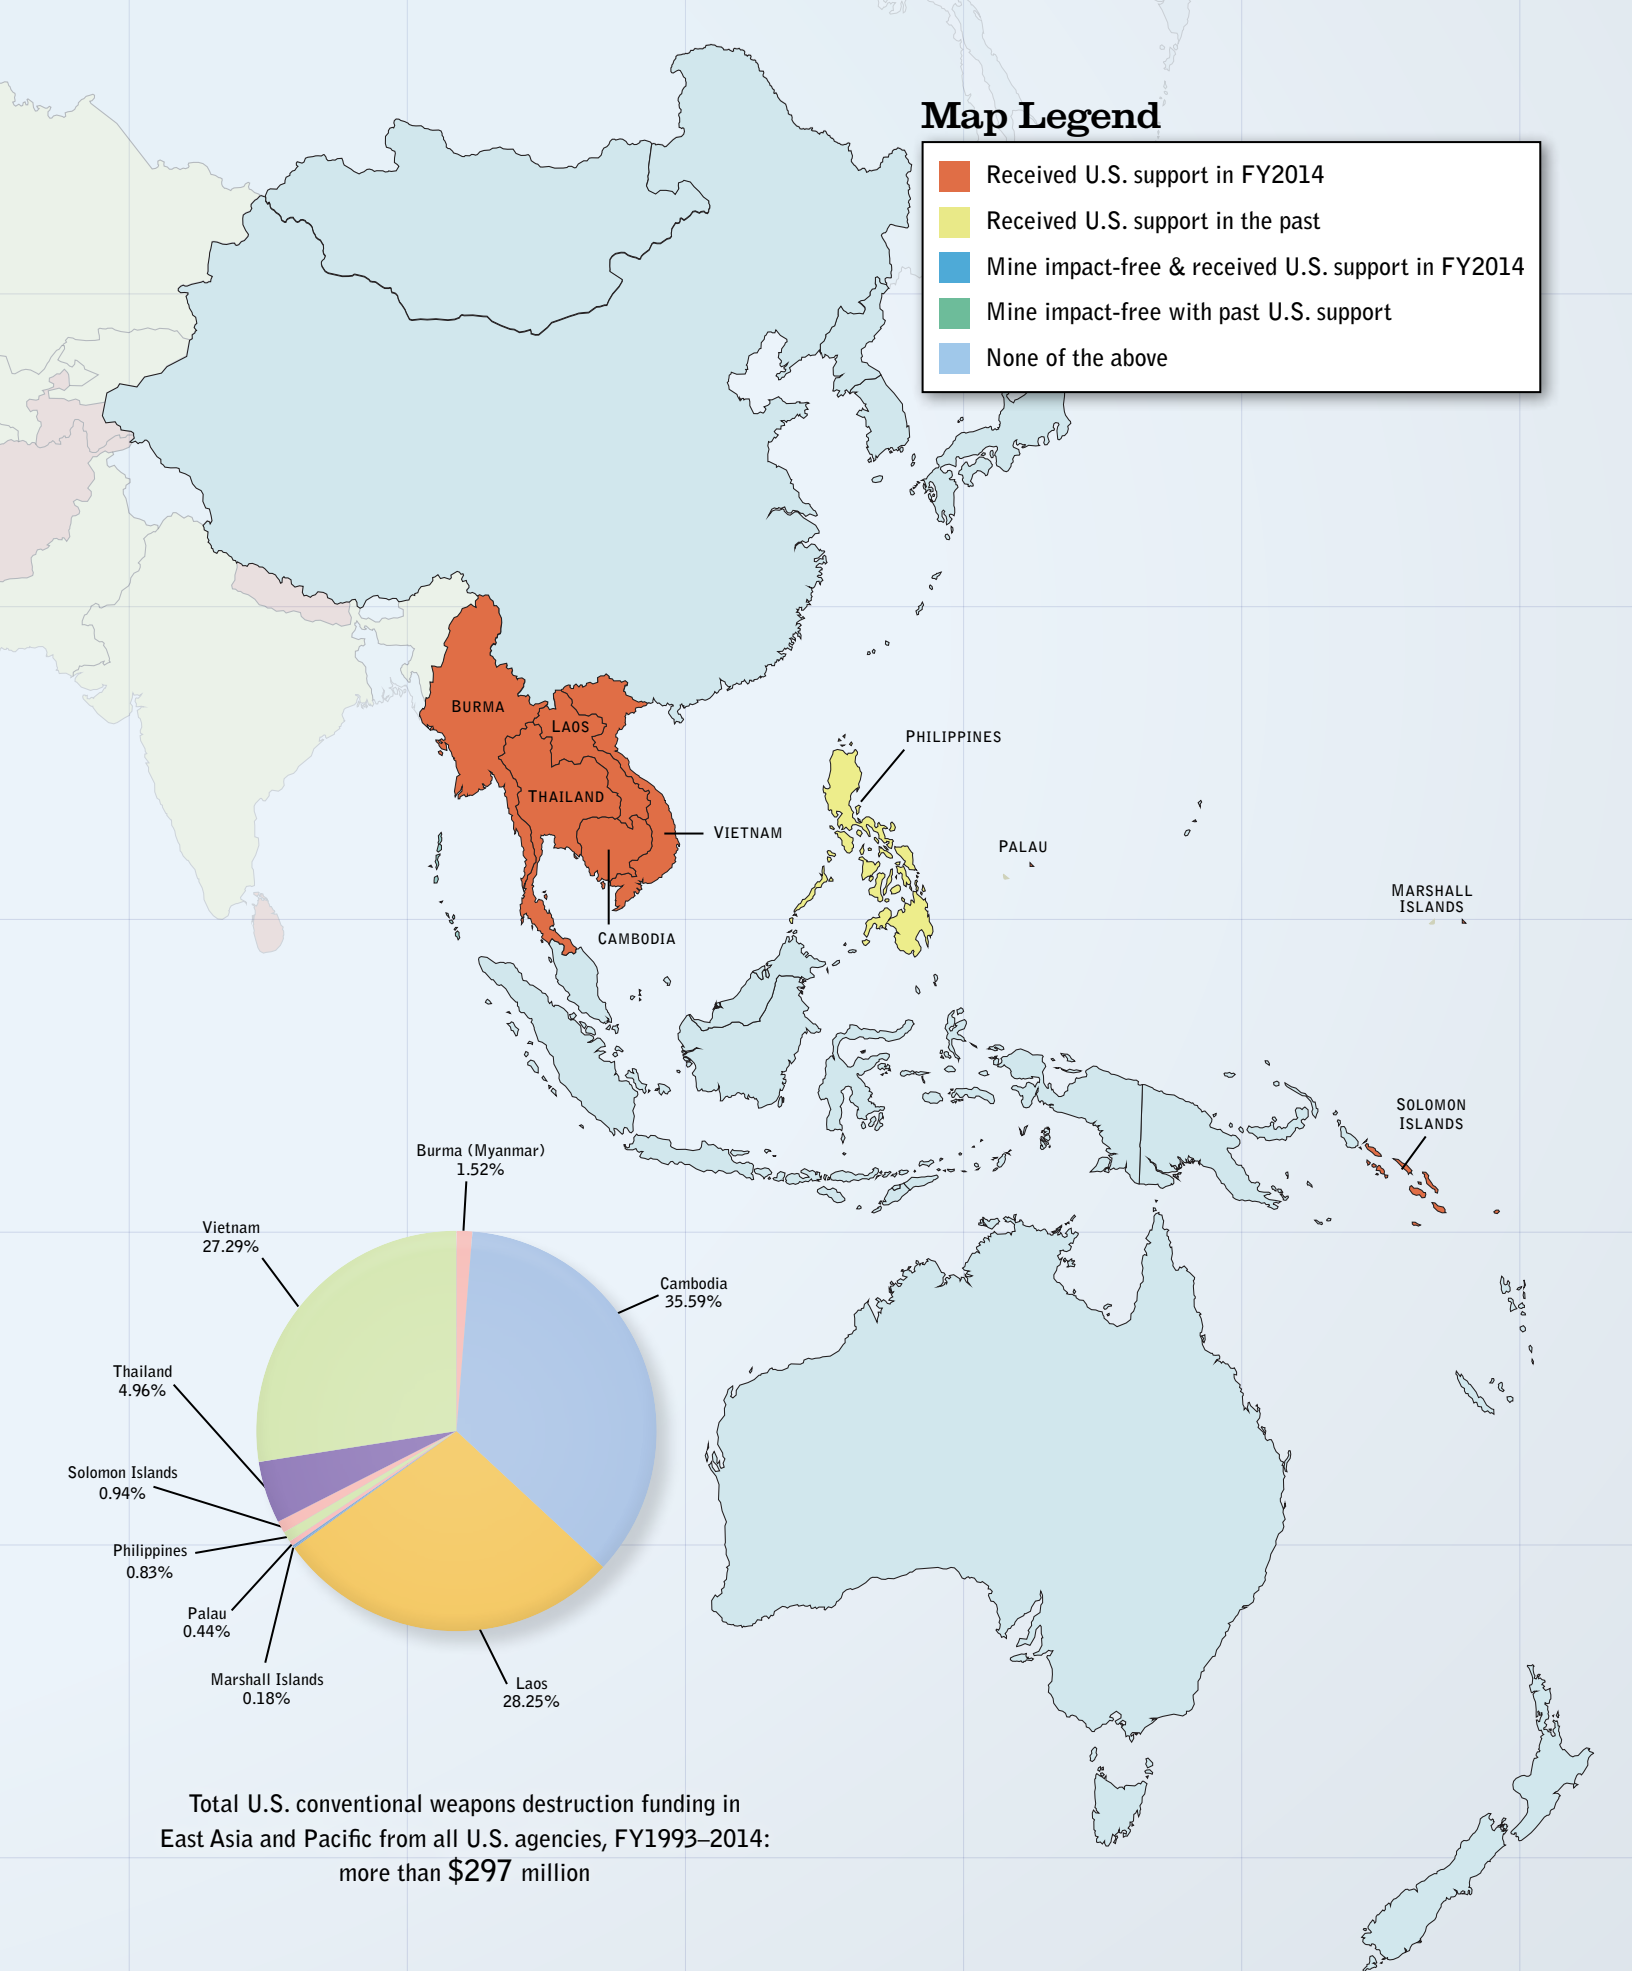 Map Legend
Received U.S. support in FY2014
Received U.S. support in the past
Mine impact-free & received U.S. support in FY2014
Mine impact-free with past U.S. support
None of the above
BURMA
LAOS
THAILAND
VIETNAM
CAMBODIA
PHILIPPINES
PALAU
MARSHALL
ISLANDS
SOLOMON
ISLANDS
Burma (Myanmar)
1.52%
Vietnam
27.29%
Cambodia
35.59%
Thailand
4.96%
Solomon Islands
0.94%
Philippines
0.83%
Palau
0.44%
Marshall Islands
0.18%
Laos
28.25%
Total U.S. conventional weapons destruction funding in
East Asia and Pacific from all U.S. agencies, FY1993–2014:
more than $297 million